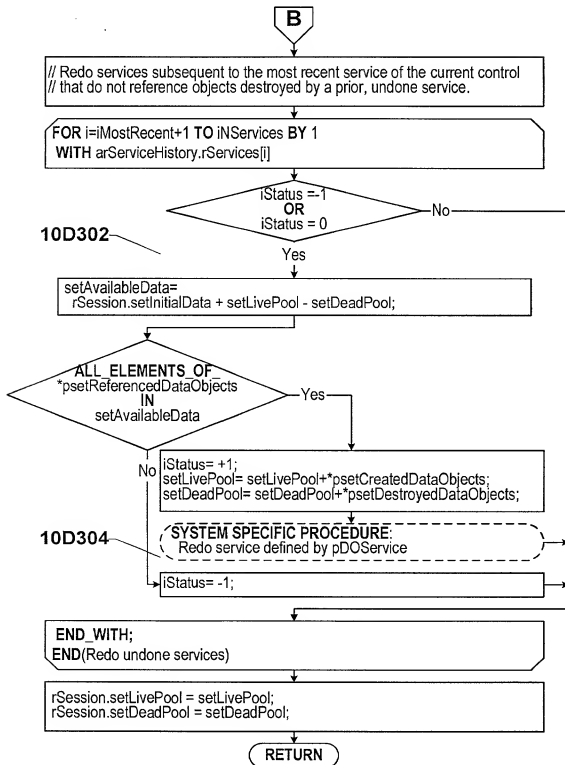 B
// Redo services subsequent to the most recent service of the current control
// that do not reference objects destroyed by a prior, undone service.
FOR i=iMostRecent+1 TO iNServices BY 1
WITH arServiceHistory.rServices[i]
iStatus =-1
OR
iStatus = 0
No
10D302
Yes
setAvailableData=
rSession.setInitialData + setLivePool - setDeadPool;
ALL_ELEMENTS_OF_
*psetReferencedDataObjects
IN
setAvailableData
Yes
No
iStatus= +1;
setLivePool= setLivePool+*psetCreatedDataObjects;
setDeadPool= setDeadPool+*psetDestroyedDataObjects;
10D304
SYSTEM SPECIFIC PROCEDURE:
Redo service defined by pDOService
iStatus= -1;
END_WITH;
END(Redo undone services)
rSession.setLivePool = setLivePool;
rSession.setDeadPool = setDeadPool;
RETURN